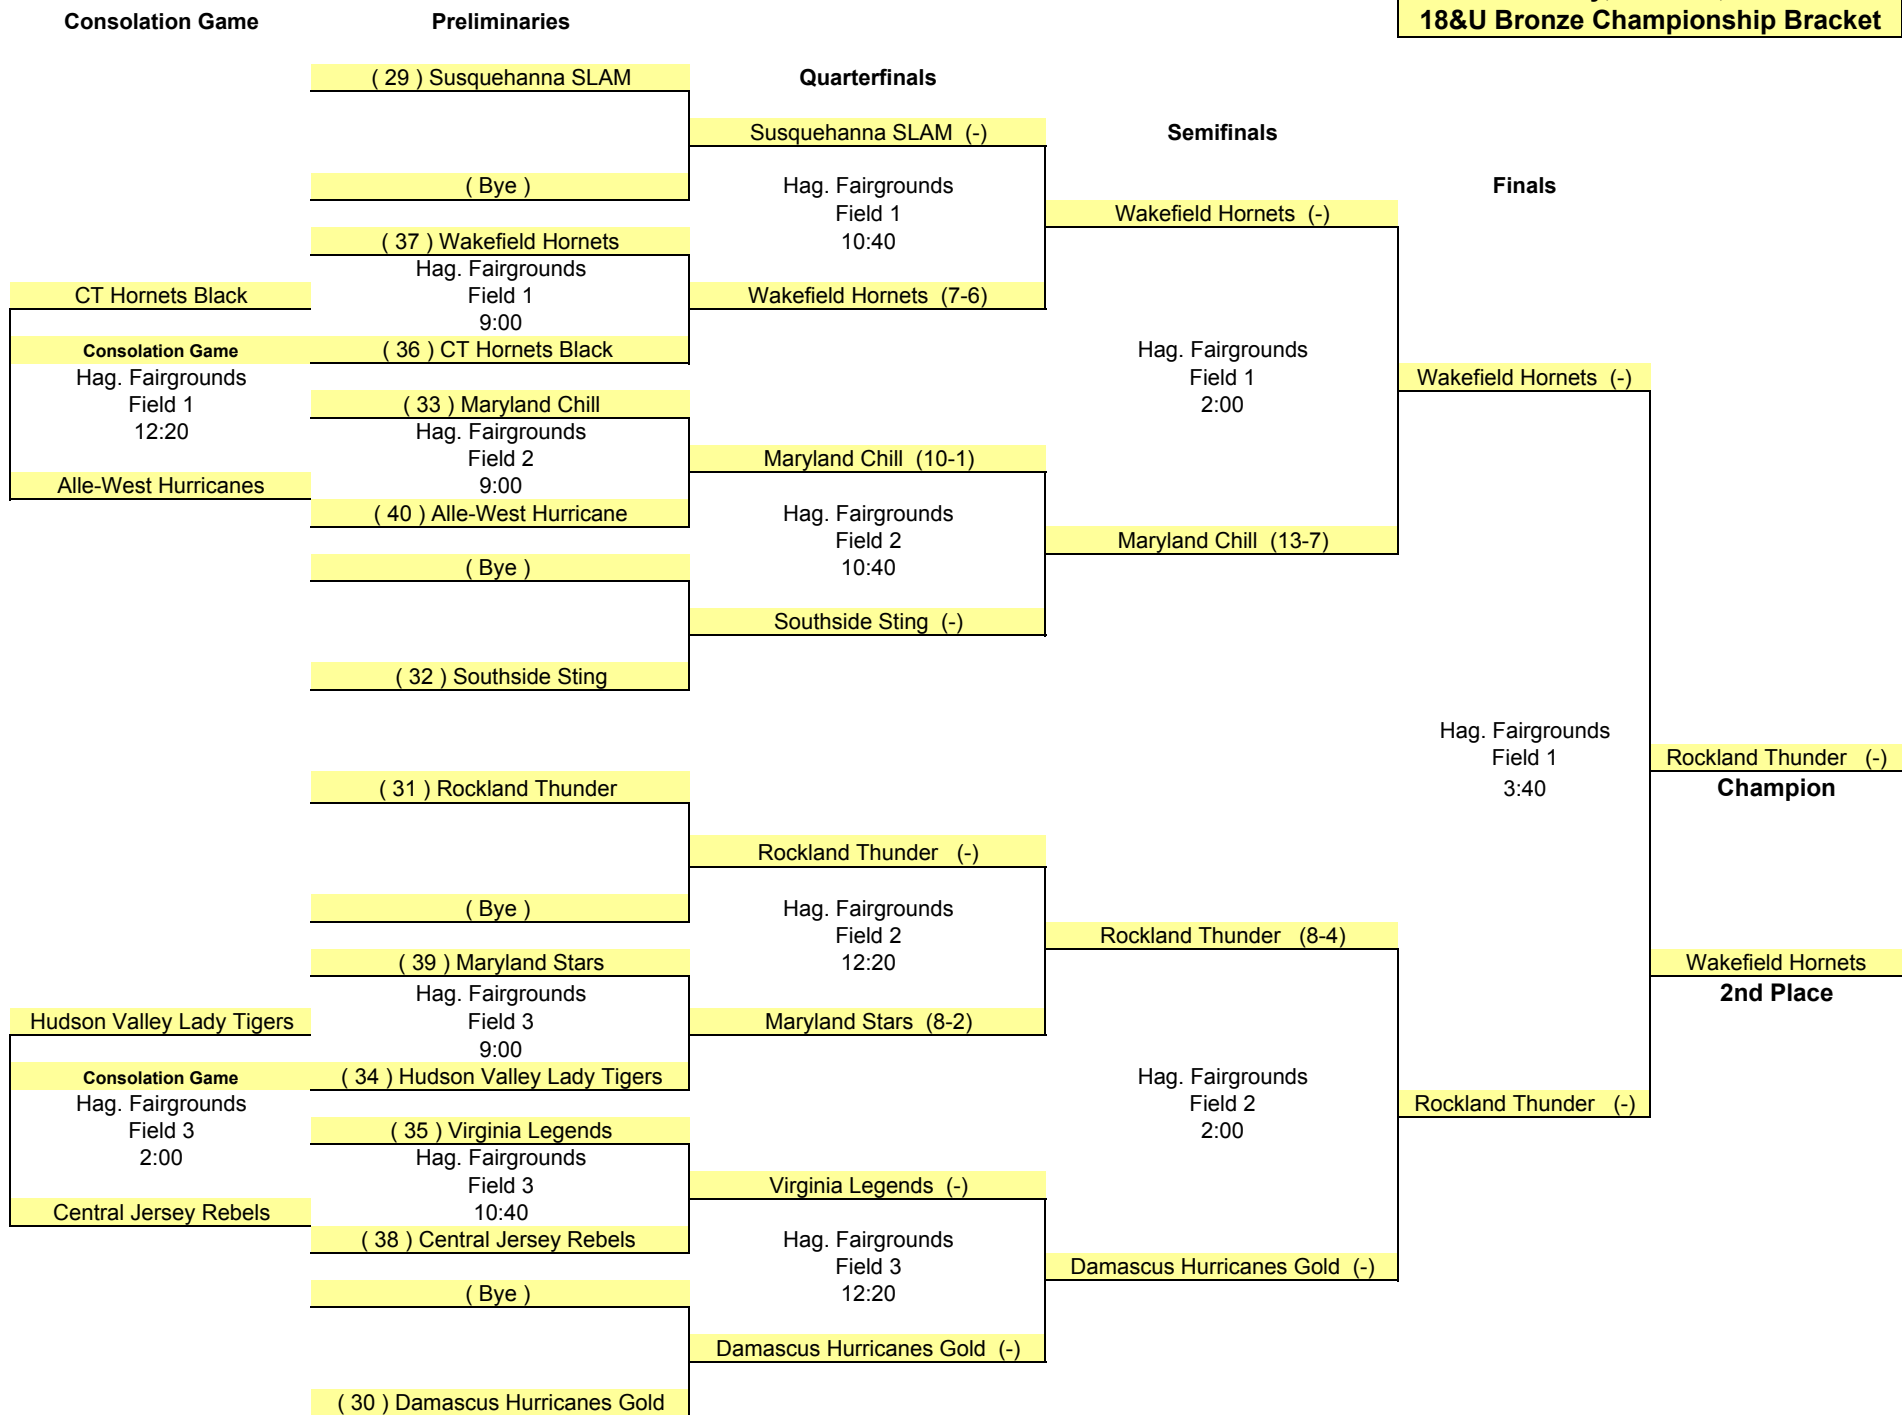 18&U Bronze Championship Bracket
Consolation Game
Preliminaries
Quarterfinals
Semifinals
Finals
( 29 ) Susquehanna SLAM
( Bye )
( 37 ) Wakefield Hornets
Hag. Fairgrounds
Field 1
9:00
( 36 ) CT Hornets Black
( 33 ) Maryland Chill
Hag. Fairgrounds
Field 2
9:00
( 40 ) Alle-West Hurricane
( Bye )
( 32 ) Southside Sting
CT Hornets Black
Consolation Game
Hag. Fairgrounds
Field 1
12:20
Alle-West Hurricanes
Susquehanna SLAM (-)
Hag. Fairgrounds
Field 1
10:40
Wakefield Hornets (7-6)
Maryland Chill (10-1)
Hag. Fairgrounds
Field 2
10:40
Southside Sting (-)
Wakefield Hornets (-)
Hag. Fairgrounds
Field 1
2:00
Maryland Chill (13-7)
Wakefield Hornets (-)
Hag. Fairgrounds
Field 1
3:40
Rockland Thunder (-)
Champion
Wakefield Hornets
2nd Place
( 31 ) Rockland Thunder
( Bye )
( 39 ) Maryland Stars
Hag. Fairgrounds
Field 3
9:00
( 34 ) Hudson Valley Lady Tigers
( 35 ) Virginia Legends
Hag. Fairgrounds
Field 3
10:40
( 38 ) Central Jersey Rebels
( Bye )
( 30 ) Damascus Hurricanes Gold
Hudson Valley Lady Tigers
Consolation Game
Hag. Fairgrounds
Field 3
2:00
Central Jersey Rebels
Rockland Thunder (-)
Hag. Fairgrounds
Field 2
12:20
Maryland Stars (8-2)
Virginia Legends (-)
Hag. Fairgrounds
Field 3
12:20
Damascus Hurricanes Gold (-)
Rockland Thunder (8-4)
Hag. Fairgrounds
Field 2
2:00
Damascus Hurricanes Gold (-)
Rockland Thunder (-)